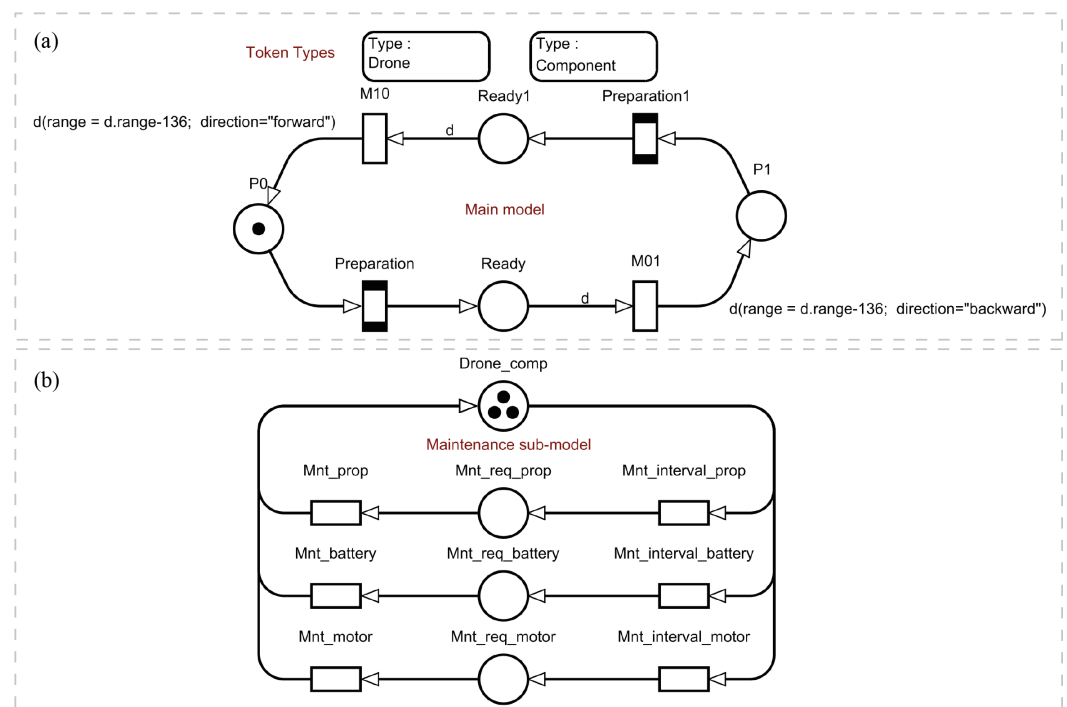 (a)
Token Types
Type :
Drone
Type :
Component
M10
Ready1
Preparation1
d(range = d.range-136;  direction="forward")
d
P0
P1
Main model
Preparation
Ready
M01
d
d(range = d.range-136;  direction="backward")
(b)
Drone_comp
Maintenance sub-model
Mnt_prop
Mnt_req_prop
Mnt_interval_prop
Mnt_battery
Mnt_req_battery
Mnt_interval_battery
Mnt_motor
Mnt_req_motor
Mnt_interval_motor